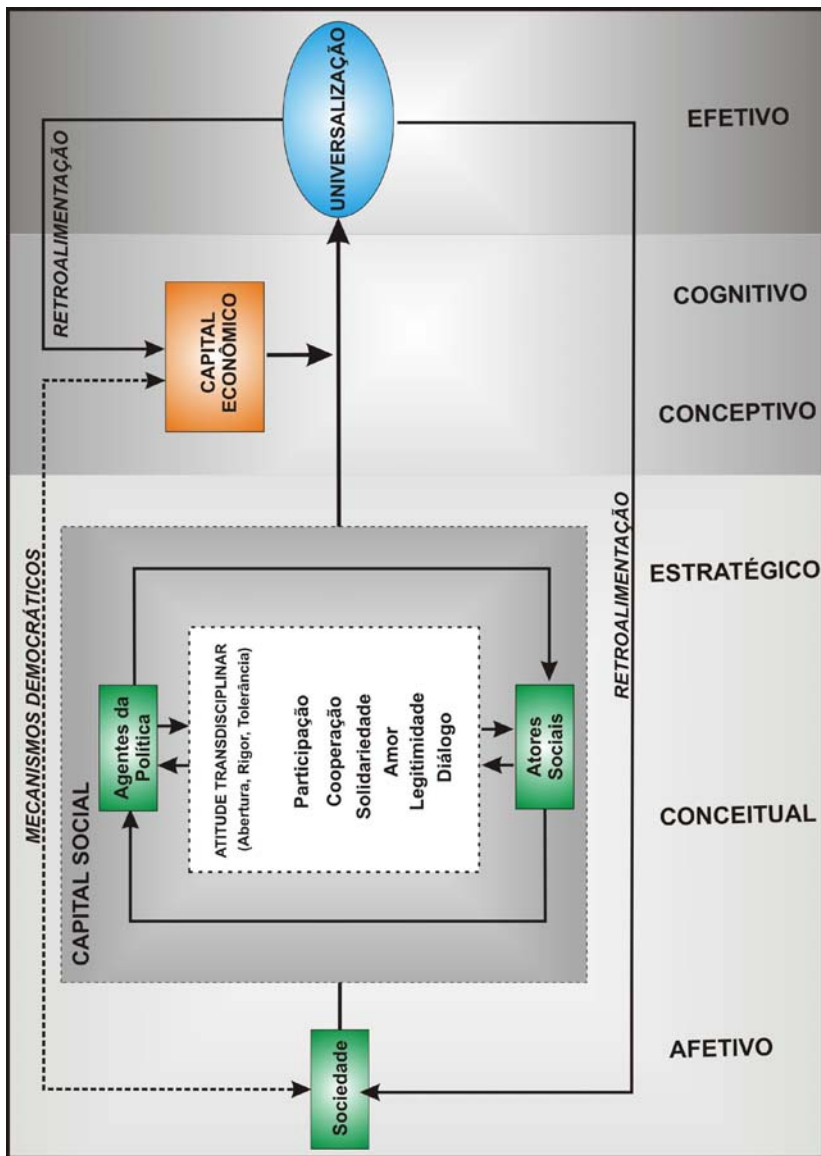 EFETIVO
COGNITIVO
CONCEPTIVO
ESTRATÉGICO
CONCEITUAL
AFETIVO
RETROALIMENTAÇÃO
UNIVERSALIZAÇÃO
CAPITAL
ECONÔMICO
MECANISMOS DEMOCRÁTICOS
CAPITAL SOCIAL
Agentes da
Política
ATITUDE TRANSDISCIPLINAR
(Abertura, Rigor, Tolerância)
Participação
Cooperação
Solidariedade
Amor
Legitimidade
Diálogo
Atores
Sociais
RETROALIMENTAÇÃO
Sociedade